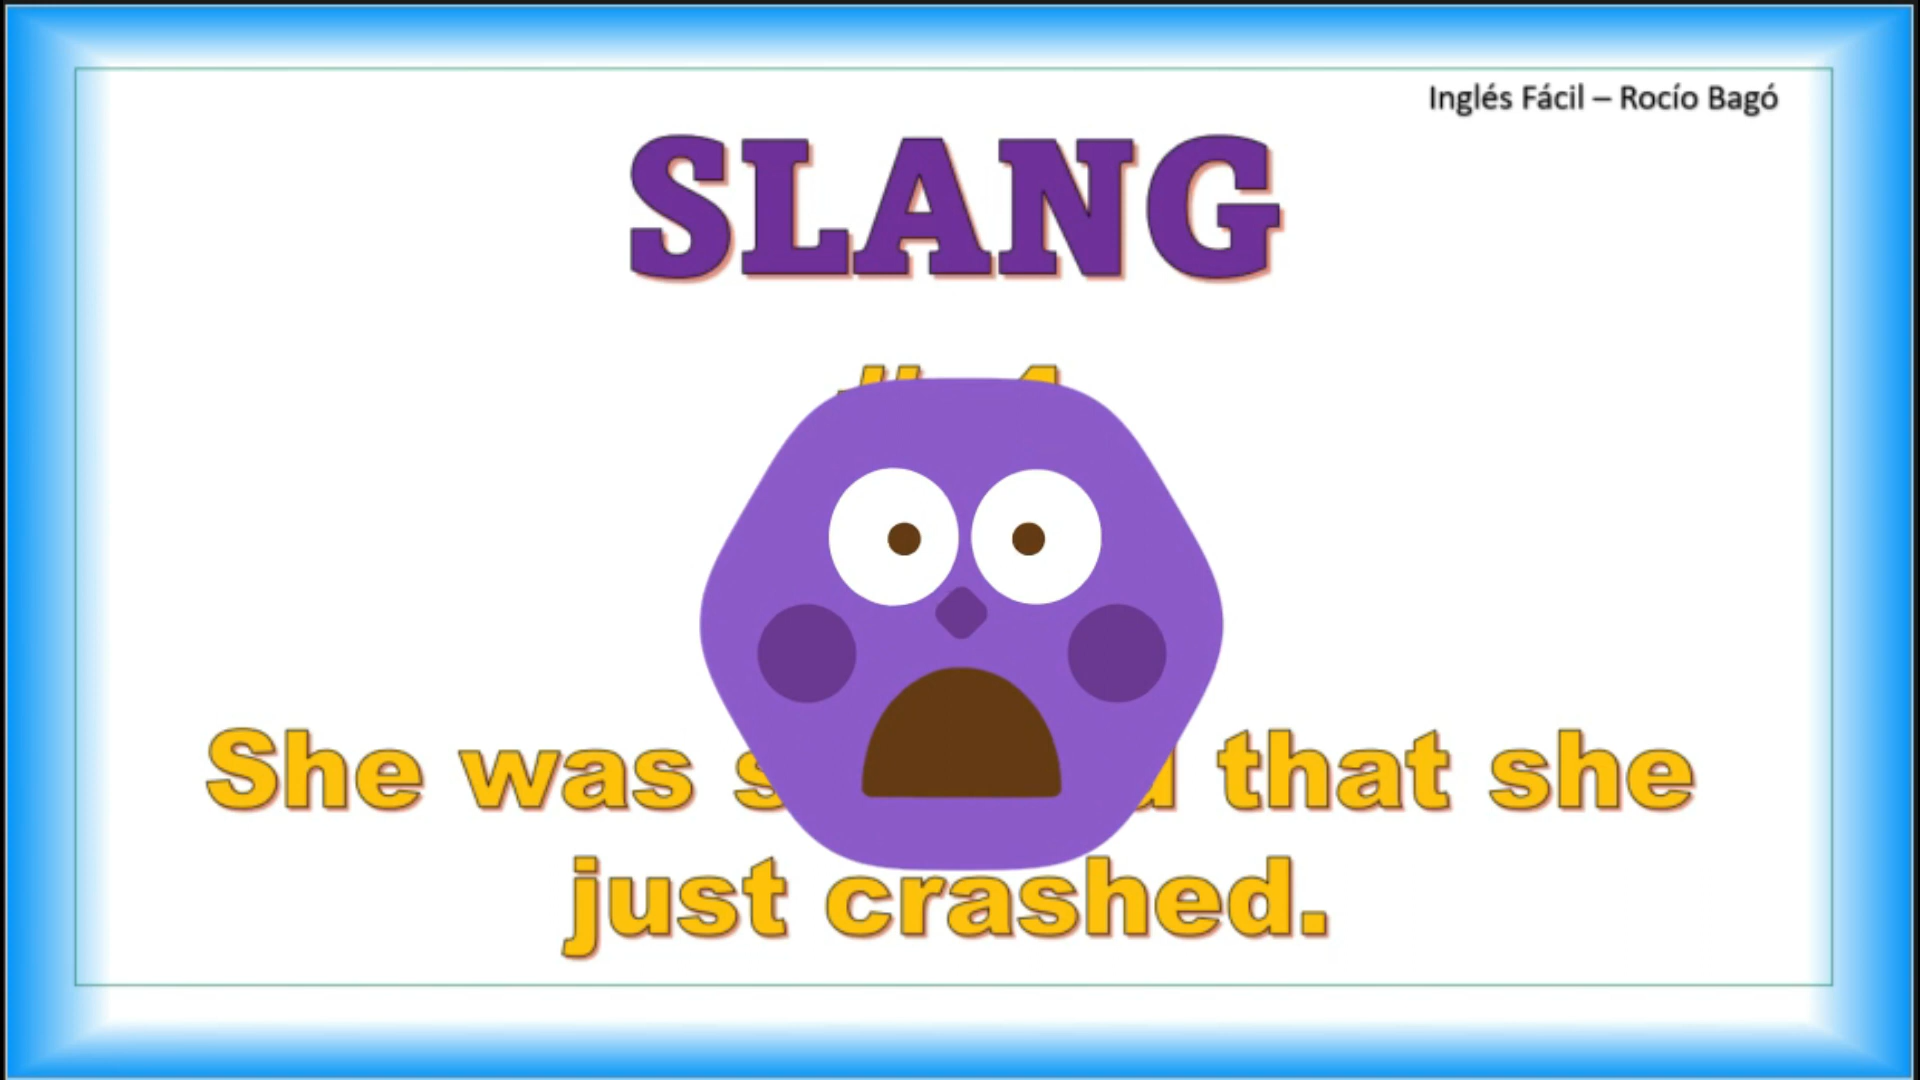 Inglés Fácil – Rocío Bagó
SLANG
She was that she
just crashed.